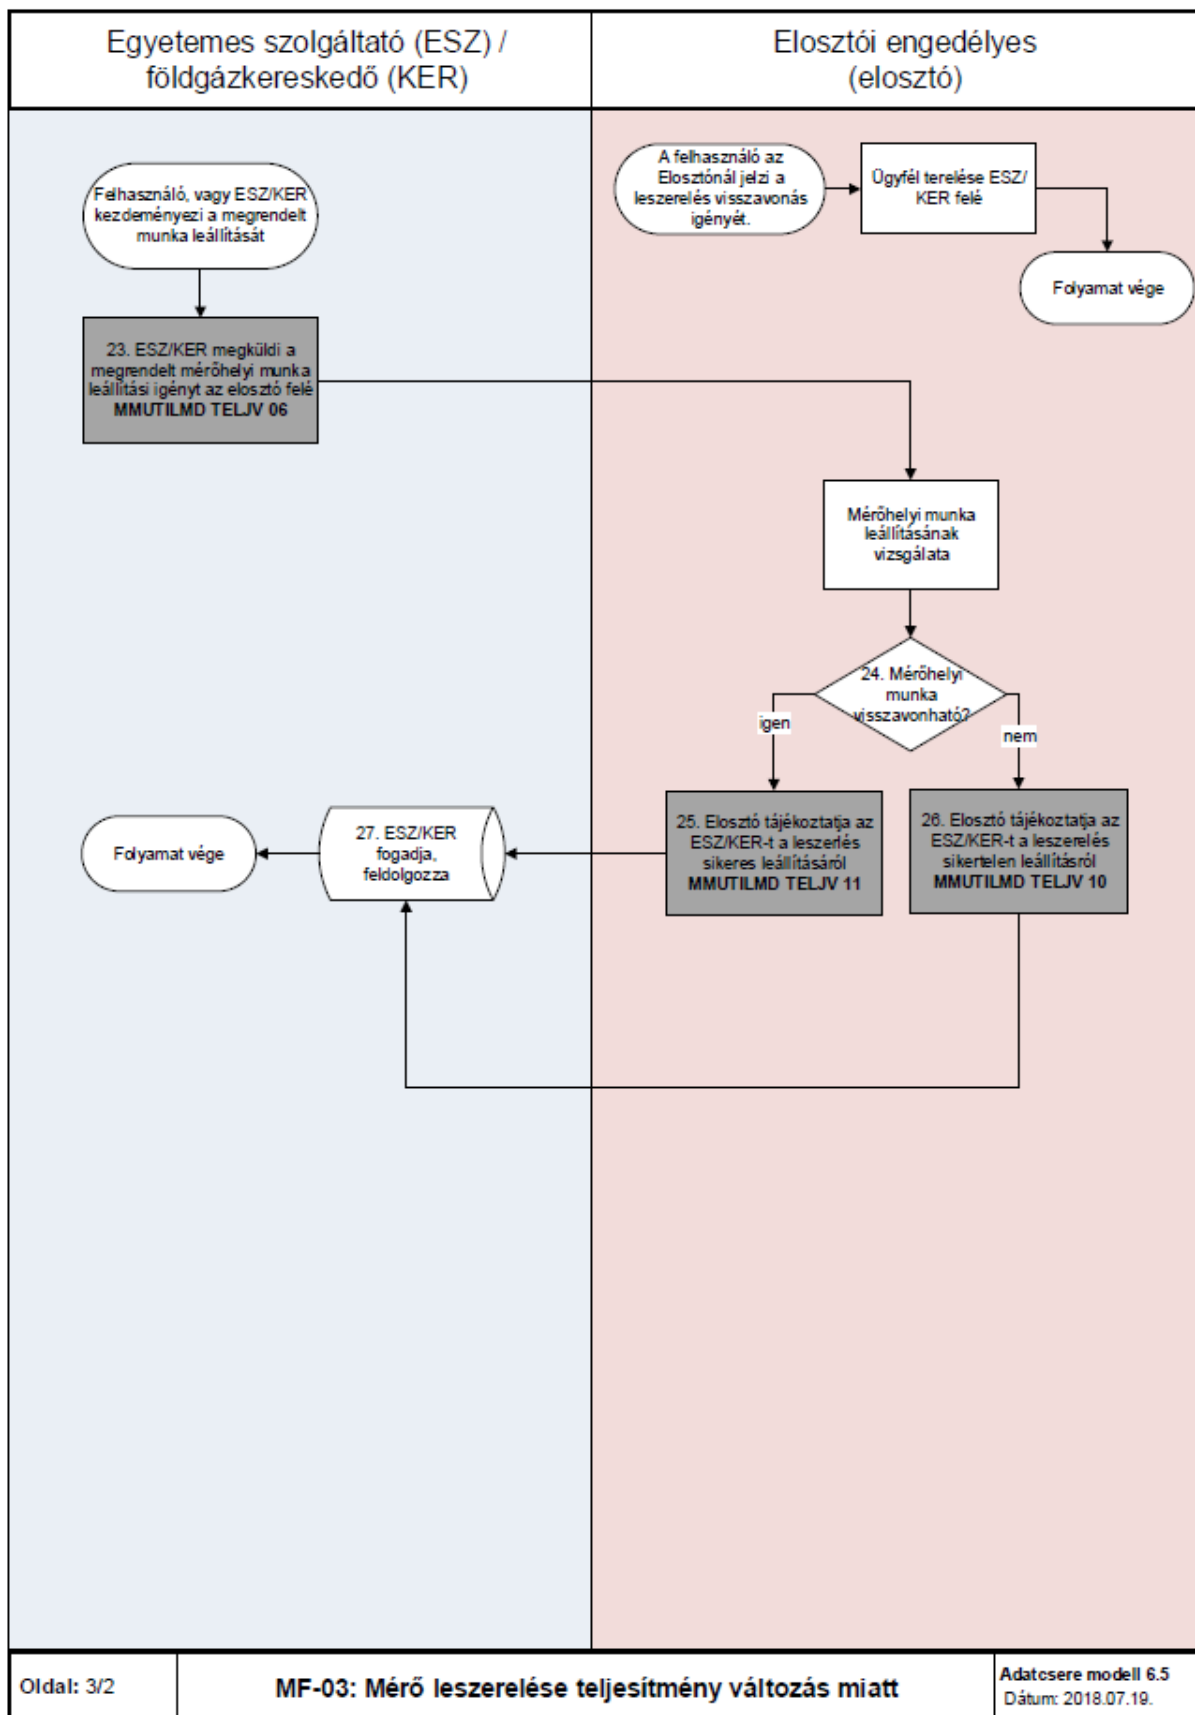 Egyetemes szolgáltató (ESZ) /
földgázkereskedő (KER)
Elosztói engedélyes
(elosztó)
Felhasználó, vagy ESZ/KER
kezdeményezi a megrendelt
munka leállítását
A felhasználó az
Elosztónál jelzi a
leszerelés visszavonás
igényét.
Ügyfél terelése ESZ/
KER felé
Folyamat vége
23. ESZ/KER megküldi a
megrendelt mérőhelyi munka
leállítási igényt az elosztó felé
MMUTILMD TELJV 06
Mérőhelyi munka
leállításának
vizsgálata
24. Mérőhelyi
munka
visszavonható?
igen
nem
25. Elosztó tájékoztatja az
ESZ/KER-t a leszerlés
sikeres leállításáról
MMUTILMD TELJV 11
26. Elosztó tájékoztatja az
ESZ/KER-t a leszerelés
sikertelen leállításról
MMUTILMD TELJV 10
27. ESZ/KER
fogadja,
feldolgozza
Folyamat vége
Oldal: 3/2
MF-03: Mérő leszerelése teljesítmény változás miatt
Adatcsere modell 6.5
Dátum: 2018.07.19.